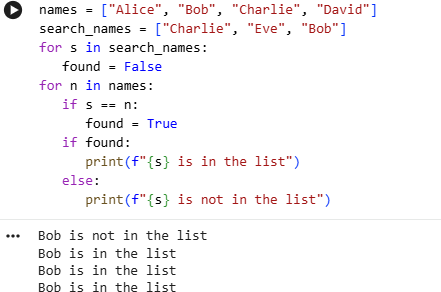 names = ["Alice", "Bob", "Charlie", "David"]
search_names = ["Charlie", "Eve", "Bob"]
for s in search_names:
   found = False
for n in names:
   if s == n:
      found = True
   if found:
      print(f"{s} is in the list")
   else:
      print(f"{s} is not in the list")
Bob is not in the list
Bob is in the list
Bob is in the list
Bob is in the list